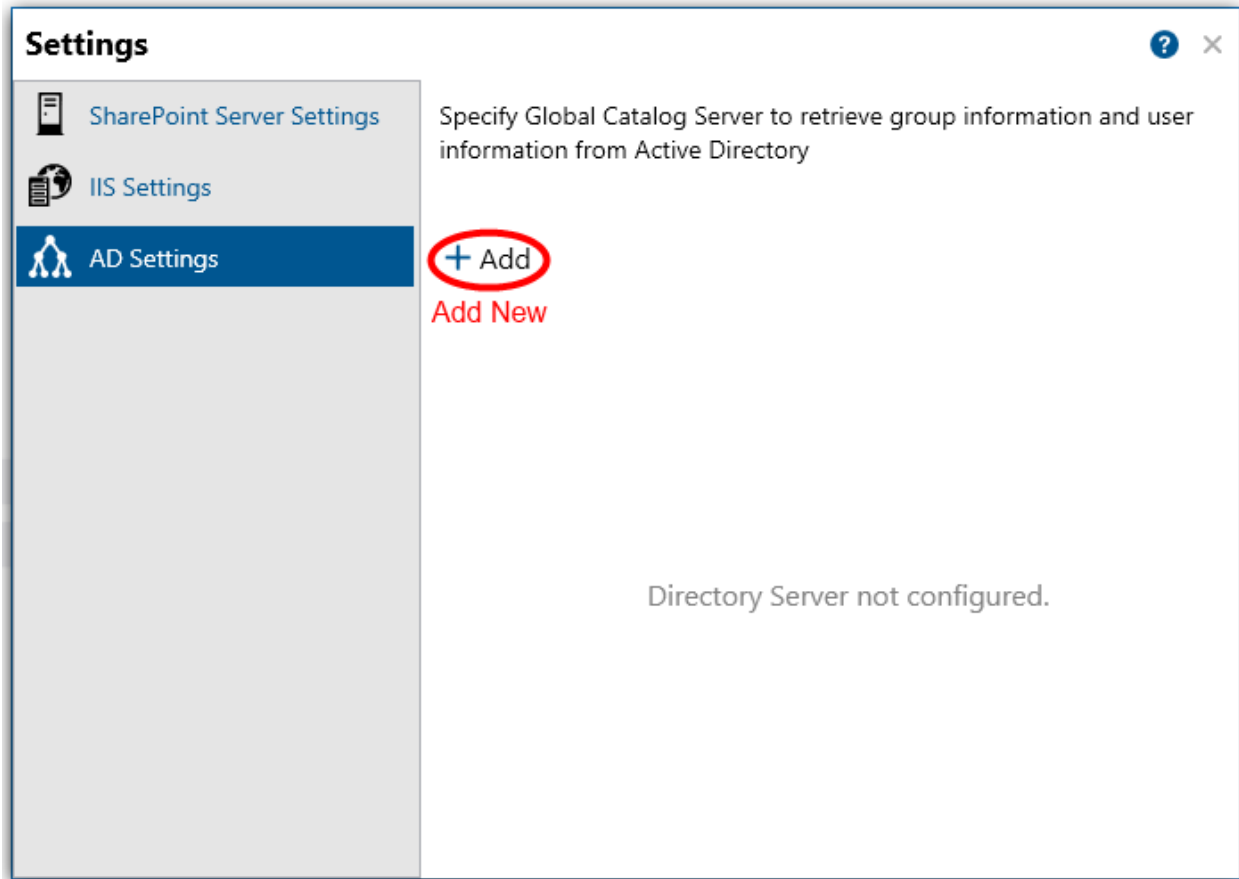 Settings
?
SharePoint Server Settings
IIS Settings
AD Settings
Specify Global Catalog Server to retrieve group information and user
information from Active Directory
+ Add
Add New
Directory Server not configured.